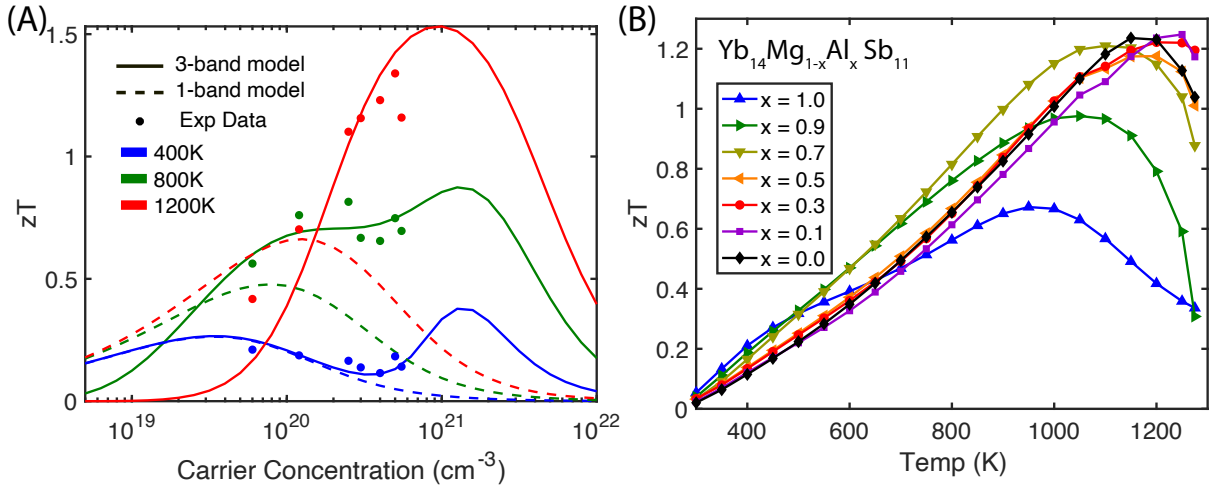 (A)
1.5
1
0.5
0
zT
3-band model
1-band model
Exp Data
400K
800K
1200K
10^19 10^20 10^21 10^22
Carrier Concentration (cm^-3)
(B)
1.2
1
0.8
0.6
0.4
0.2
0
zT
Yb14Mg1-xAlxSb11
x = 1.0
x = 0.9
x = 0.7
x = 0.5
x = 0.3
x = 0.1
x = 0.0
400 600 800 1000 1200
Temp (K)